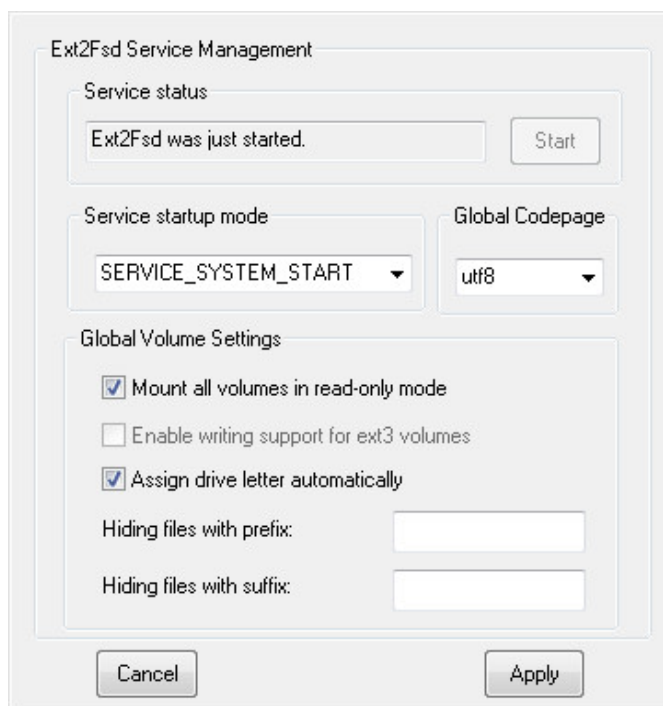 Ext2Fsd Service Management
Service status
Ext2Fsd was just started.
Start
Service startup mode
Global Codepage
SERVICE_SYSTEM_START
utf8
Global Volume Settings
Mount all volumes in read-only mode
Enable writing support for ext3 volumes
Assign drive letter automatically
Hiding files with prefix:
Hiding files with suffix:
Cancel
Apply